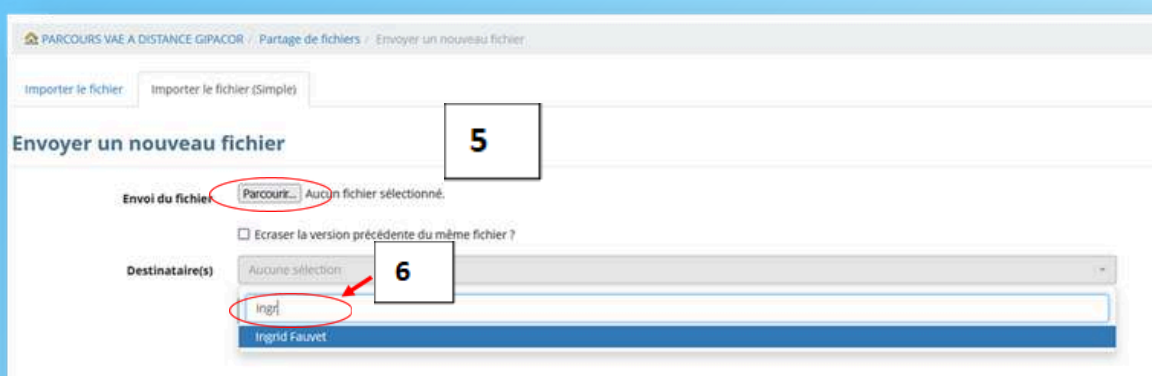 PARCOURS VAE A DISTANCE GIPACOR / Partage de fichiers / Envoyer un nouveau fichier
Importer le fichier Importer le fichier (Simple)
5
Envoyer un nouveau fichier
Envoi du fichier Parcourir... Aucun fichier sélectionné.
Ecraser la version précédente du même fichier ?
6
Destinataire(s) Aucune sélection
ingr
Ingrid Fauvet